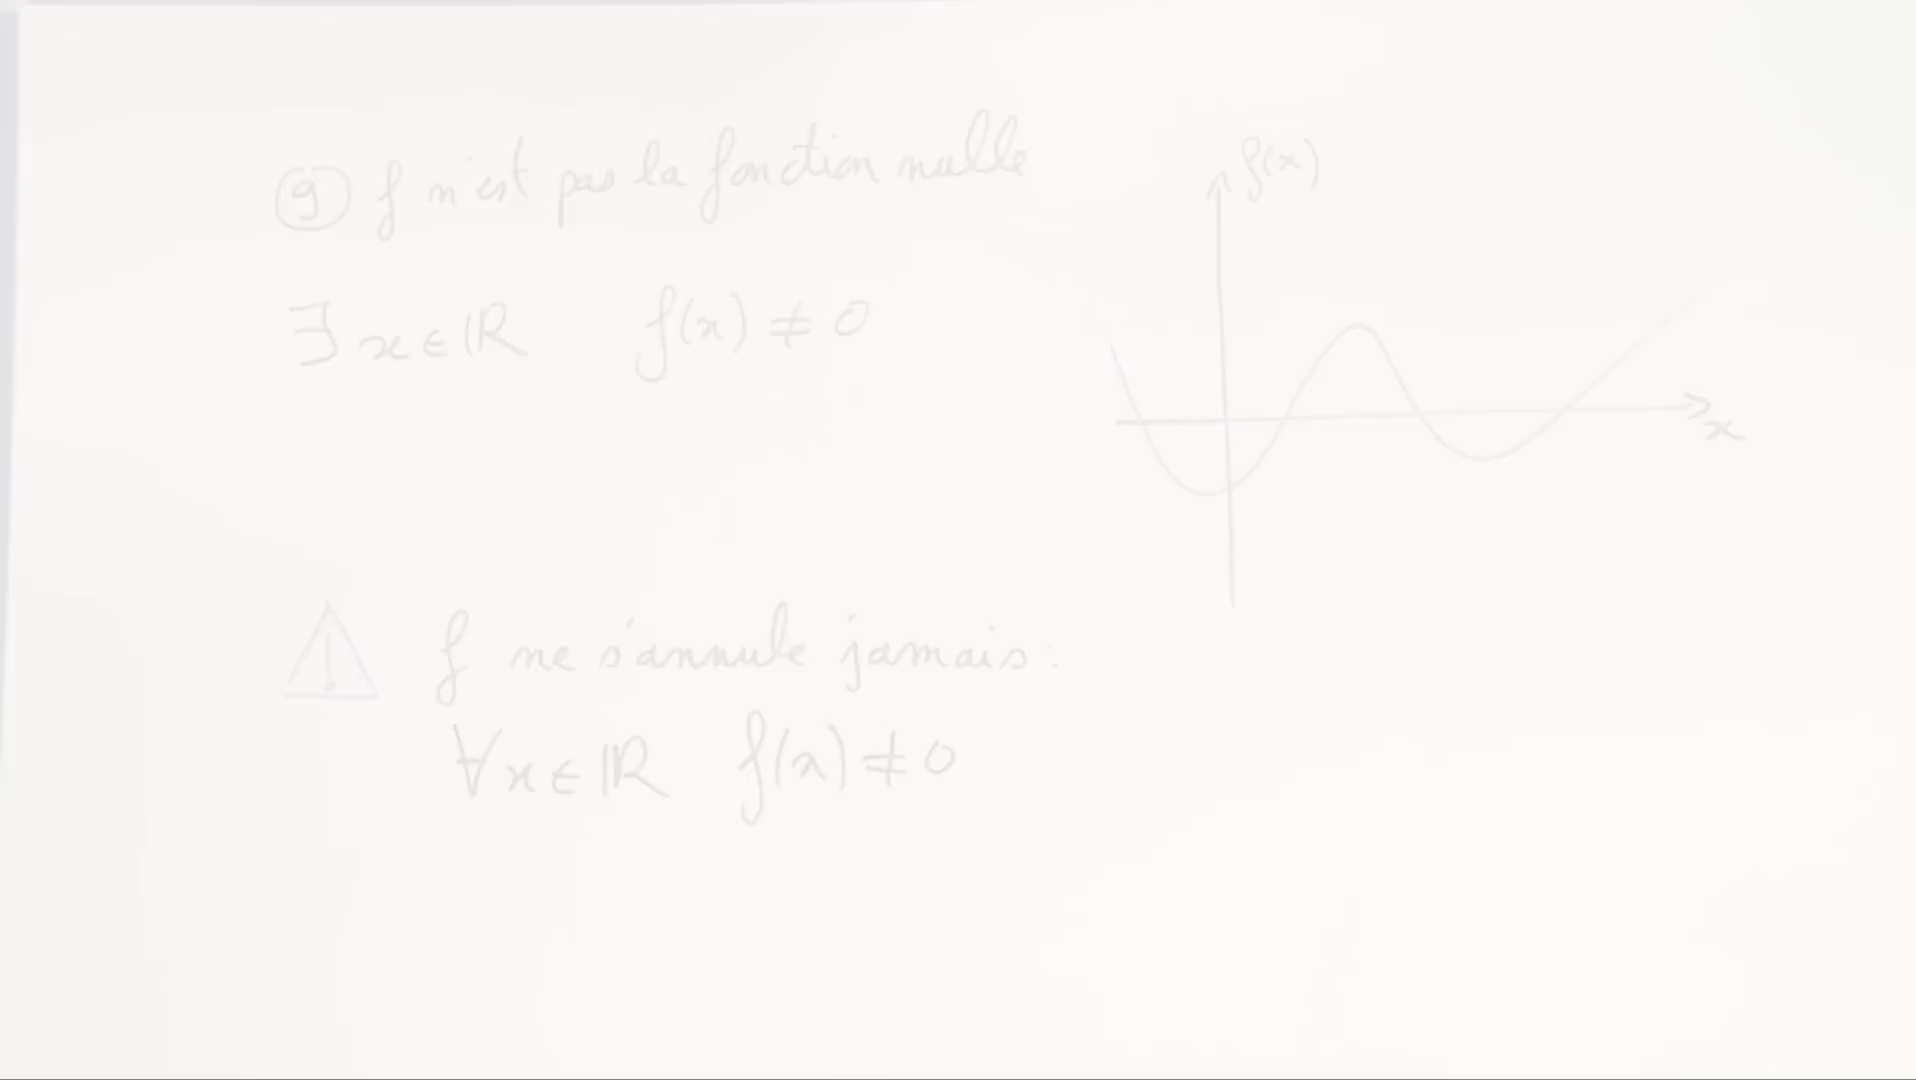 ⑨ f n'est pas la fonction nulle
∃ x ∈ ℝ f(x) ≠ 0
f(x)
x
! f ne s'annule jamais :
∀x ∈ ℝ f(x) ≠ 0